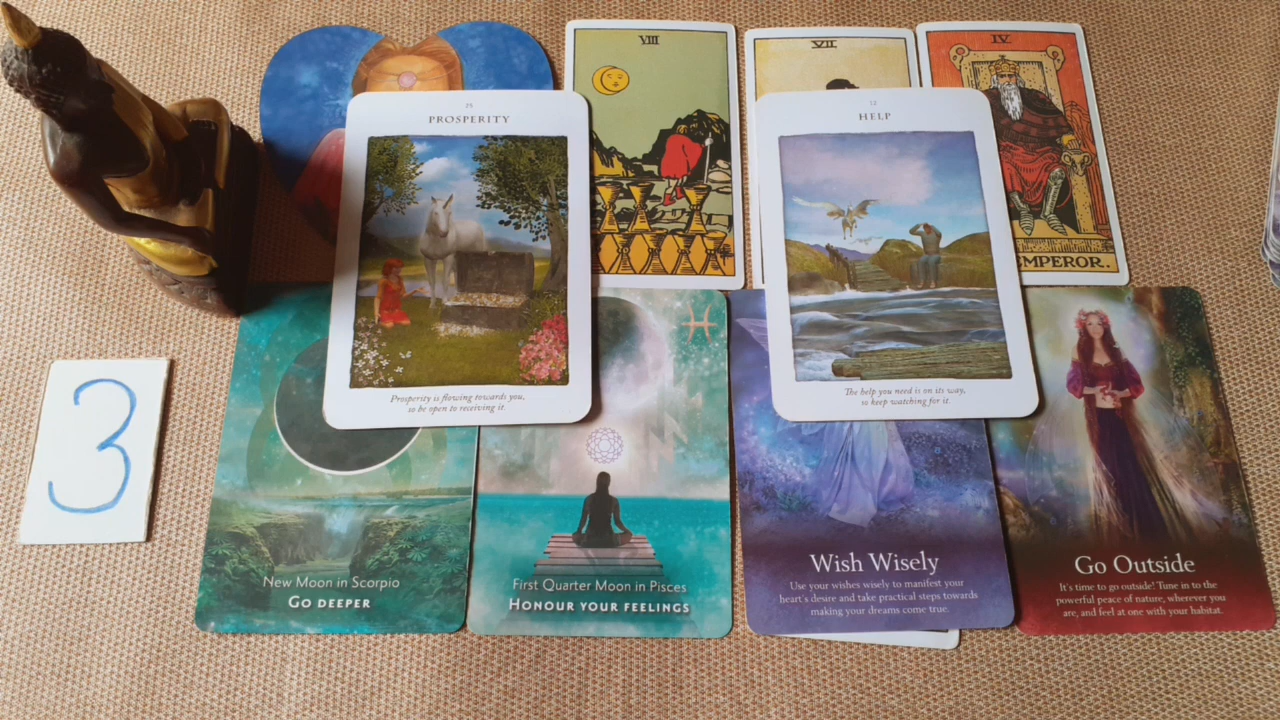 VIII
VII
IV
25
PROSPERITY
12
HELP
EMPEROR.
Prosperity is flowing towards you,
so be open to receiving it.
The help you need is on its way,
so keep watching for it.
3
New Moon in Scorpio
GO DEEPER
First Quarter Moon in Pisces
HONOUR YOUR FEELINGS
Wish Wisely
Use your wishes wisely to manifest your
heart's desire and take practical steps towards
making your dreams come true.
Go Outside
It's time to go outside! Tune in to the
powerful peace of nature, wherever you
are, and feel at one with your habitat.